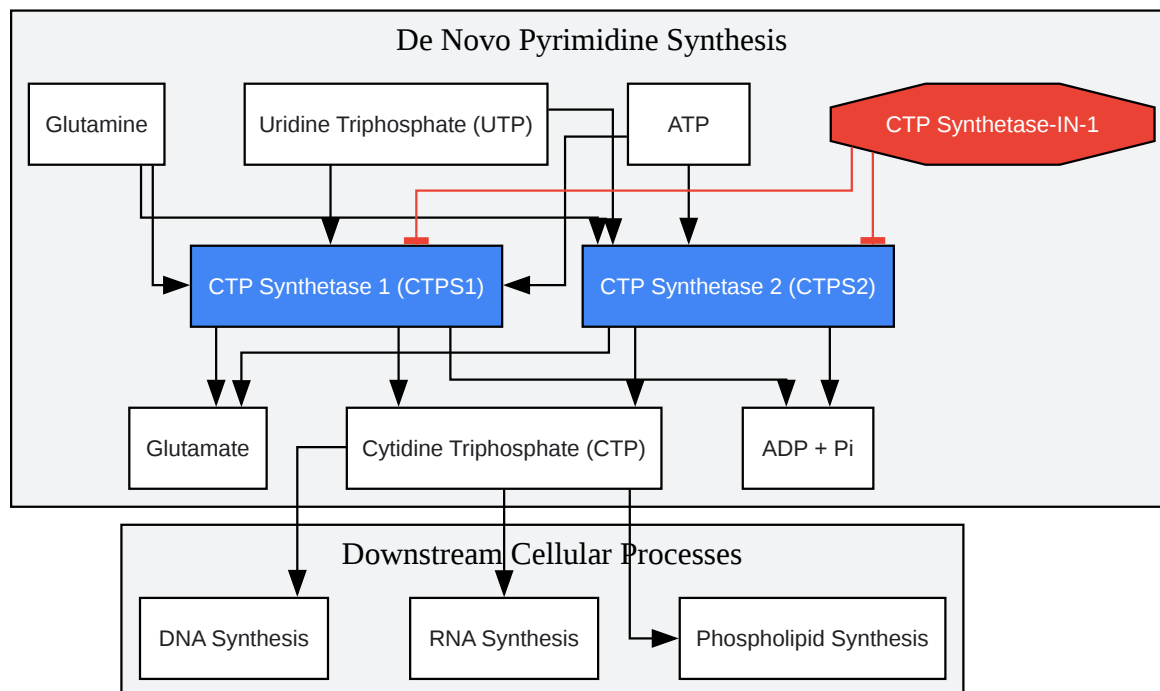 De Novo Pyrimidine Synthesis
Glutamine
Uridine Triphosphate (UTP)
ATP
CTP Synthetase-IN-1
CTP Synthetase 1 (CTPS1)
CTP Synthetase 2 (CTPS2)
Glutamate
Cytidine Triphosphate (CTP)
ADP + Pi
Downstream Cellular Processes
DNA Synthesis
RNA Synthesis
Phospholipid Synthesis